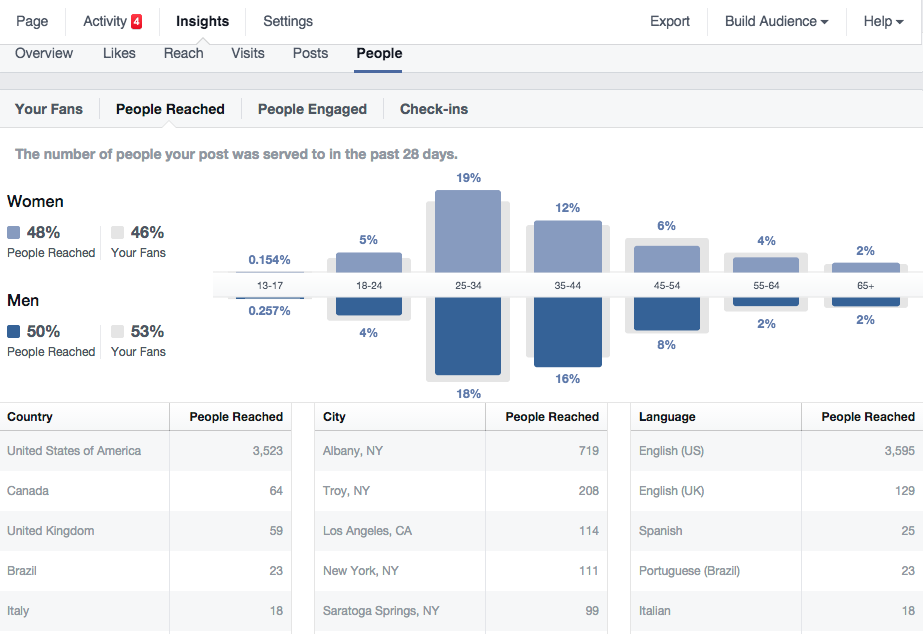 Page Activity 4 Insights Settings Export Build Audience Help
Overview Likes Reach Visits Posts People
Your Fans People Reached People Engaged Check-ins
The number of people your post was served to in the past 28 days.
Women
48% 46%
People Reached Your Fans
Men
50% 53%
People Reached Your Fans
0.154% 5% 19% 12% 6% 4% 2%
13-17 18-24 25-34 35-44 45-54 55-64 65+
0.257% 4% 18% 16% 8% 2% 2%
Country People Reached City People Reached Language People Reached
United States of America 3,523 Albany, NY 719 English (US) 3,595
Canada 64 Troy, NY 208 English (UK) 129
United Kingdom 59 Los Angeles, CA 114 Spanish 25
Brazil 23 New York, NY 111 Portuguese (Brazil) 23
Italy 18 Saratoga Springs, NY 99 Italian 18